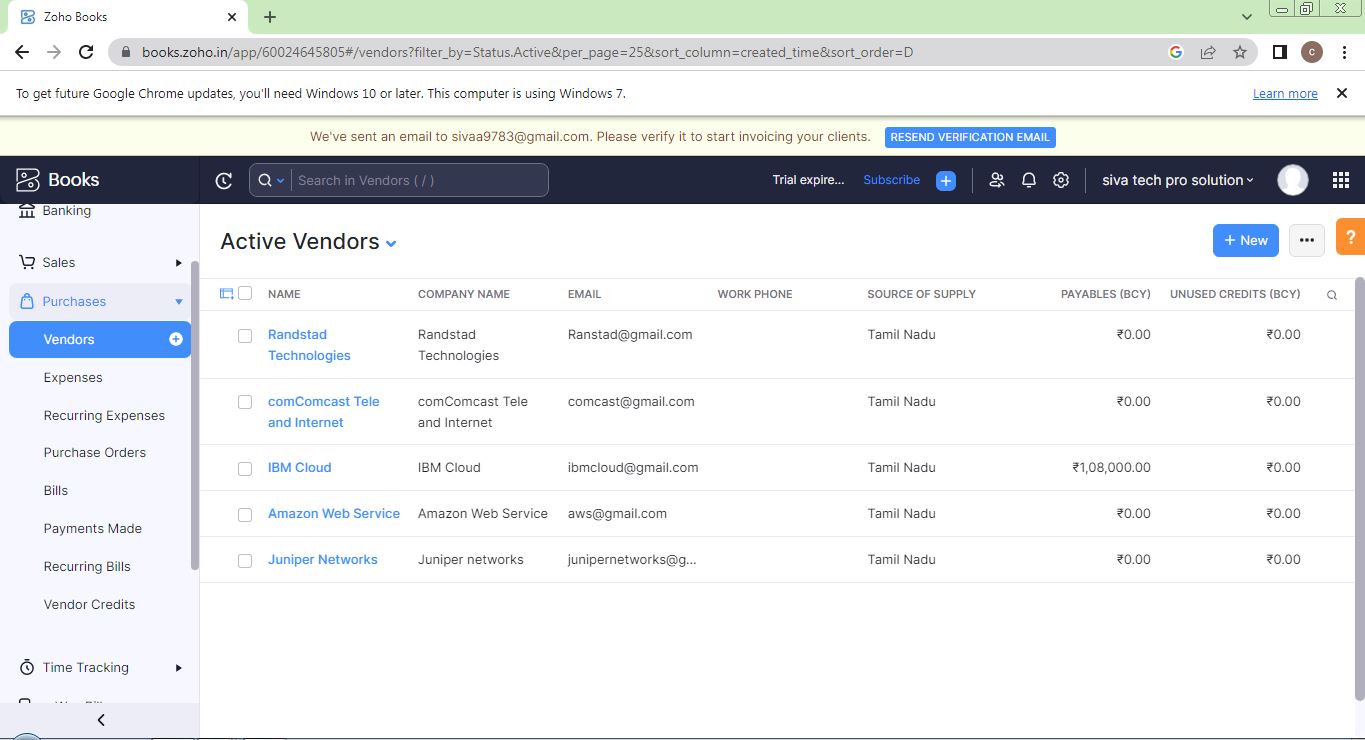 Zoho Books
books.zoho.in/app/60024645805#/vendors?filter_by=Status.Active&per_page=25&sort_column=created_time&sort_order=D
c
To get future Google Chrome updates, you'll need Windows 10 or later. This computer is using Windows 7.
Learn more
We've sent an email to sivaa9783@gmail.com. Please verify it to start invoicing your clients.
RESEND VERIFICATION EMAIL
Books
Search in Vendors ( / )
Trial expire...
Subscribe
siva tech pro solution
Banking
Sales
Purchases
Vendors
Expenses
Recurring Expenses
Purchase Orders
Bills
Payments Made
Recurring Bills
Vendor Credits
Time Tracking
Active Vendors
+ New
?
NAME COMPANY NAME EMAIL WORK PHONE SOURCE OF SUPPLY PAYABLES (BCY) UNUSED CREDITS (BCY)
Randstad Randstad Ranstad@gmail.com Tamil Nadu ₹0.00 ₹0.00
Technologies Technologies
comComcast Tele comComcast Tele comcast@gmail.com Tamil Nadu ₹0.00 ₹0.00
and Internet and Internet
IBM Cloud IBM Cloud ibmcloud@gmail.com Tamil Nadu ₹1,08,000.00 ₹0.00
Amazon Web Service Amazon Web Service aws@gmail.com Tamil Nadu ₹0.00 ₹0.00
Juniper Networks Juniper networks junipernetworks@g... Tamil Nadu ₹0.00 ₹0.00